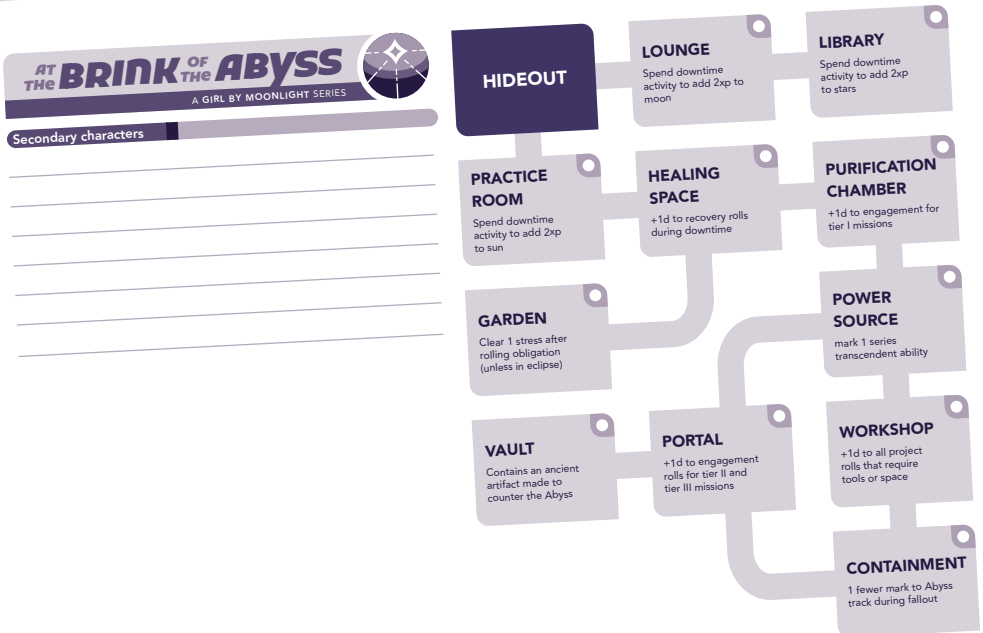 AT THE BRINK OF THE ABYSS
A GIRL BY MOONLIGHT SERIES
Secondary characters
HIDEOUT
LOUNGE
Spend downtime
activity to add 2xp to
moon
LIBRARY
Spend downtime
activity to add 2xp
to stars
PRACTICE
ROOM
Spend downtime
activity to add 2xp
to sun
HEALING
SPACE
+1d to recovery rolls
during downtime
PURIFICATION
CHAMBER
+1d to engagement for
tier I missions
GARDEN
Clear 1 stress after
rolling obligation
(unless in eclipse)
POWER
SOURCE
mark 1 series
transcendent ability
VAULT
Contains an ancient
artifact made to
counter the Abyss
PORTAL
+1d to engagement
rolls for tier II and
tier III missions
WORKSHOP
+1d to all project
rolls that require
tools or space
CONTAINMENT
1 fewer mark to Abyss
track during fallout